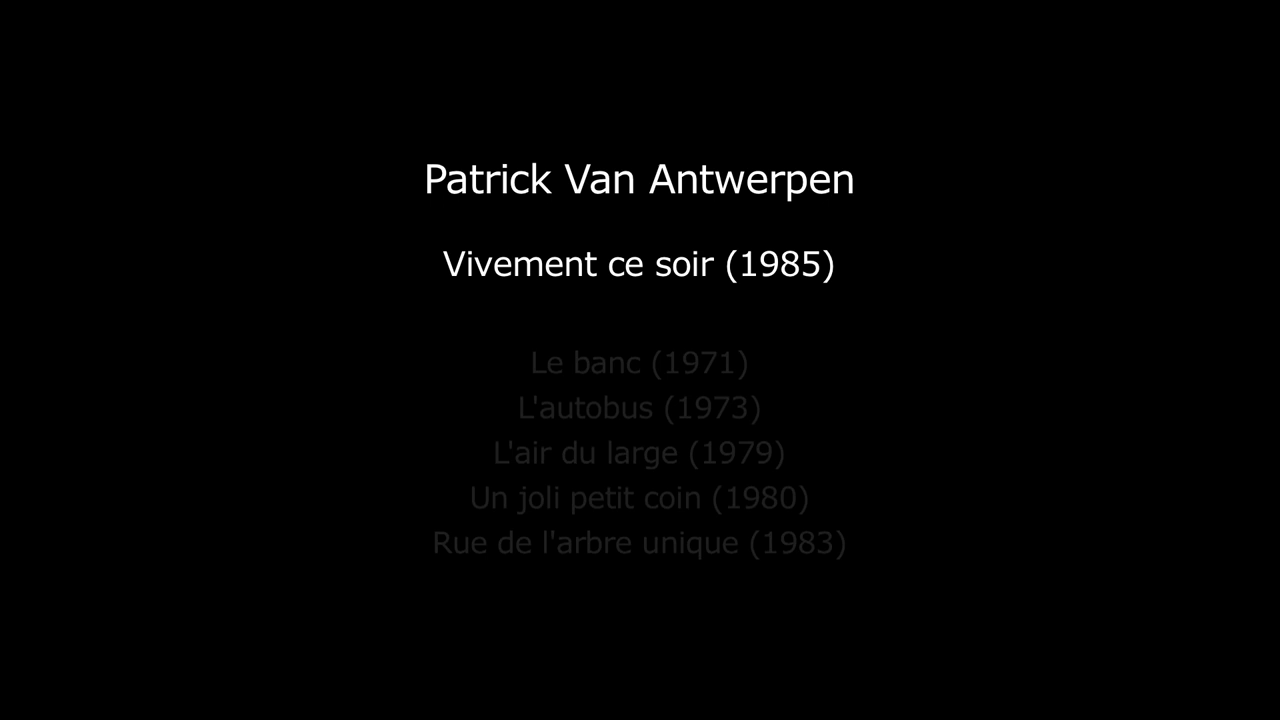 Patrick Van Antwerpen
Vivement ce soir (1985)
Le banc (1971)
L'autobus (1973)
L'air du large (1979)
Un joli petit coin (1980)
Rue de l'arbre unique (1983)